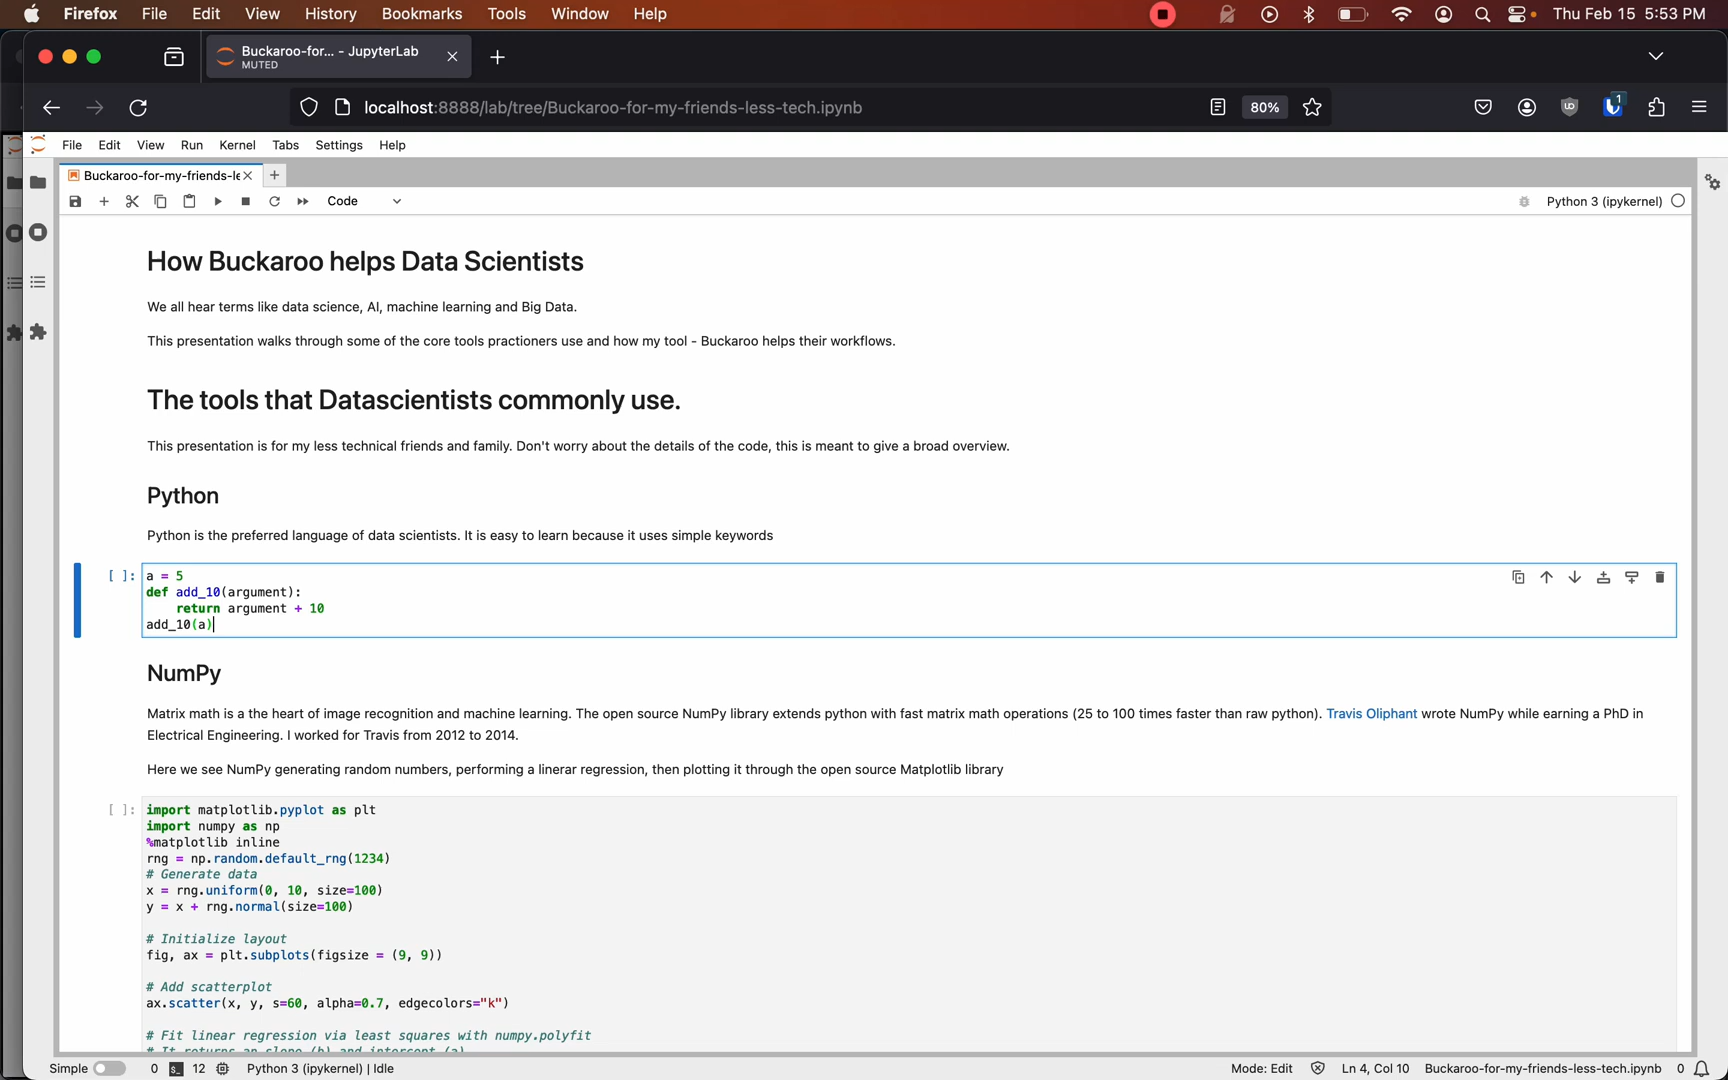 Firefox File Edit View History Bookmarks Tools Window Help Thu Feb 15 5:53 PM
Buckaroo-for... - JupyterLab
MUTED
localhost:8888/lab/tree/Buckaroo-for-my-friends-less-tech.ipynb 80% 1
File Edit View Run Kernel Tabs Settings Help
Buckaroo-for-my-friends-le
Code Python 3 (ipykernel)
How Buckaroo helps Data Scientists
We all hear terms like data science, AI, machine learning and Big Data.
This presentation walks through some of the core tools practioners use and how my tool - Buckaroo helps their workflows.
The tools that Datascientists commonly use.
This presentation is for my less technical friends and family. Don't worry about the details of the code, this is meant to give a broad overview.
Python
Python is the preferred language of data scientists. It is easy to learn because it uses simple keywords
[ ]: a = 5
def add_10(argument):
    return argument + 10
add_10(a)
NumPy
Matrix math is a the heart of image recognition and machine learning. The open source NumPy library extends python with fast matrix math operations (25 to 100 times faster than raw python). Travis Oliphant wrote NumPy while earning a PhD in
Electrical Engineering. I worked for Travis from 2012 to 2014.
Here we see NumPy generating random numbers, performing a linerar regression, then plotting it through the open source Matplotlib library
[ ]: import matplotlib.pyplot as plt
import numpy as np
%matplotlib inline
rng = np.random.default_rng(1234)
# Generate data
x = rng.uniform(0, 10, size=100)
y = x + rng.normal(size=100)
# Initialize layout
fig, ax = plt.subplots(figsize = (9, 9))
# Add scatterplot
ax.scatter(x, y, s=60, alpha=0.7, edgecolors="k")
# Fit linear regression via least squares with numpy.polyfit
# It returns an slope (b) and intercept (a)
Simple 0 12 Python 3 (ipykernel) | Idle Mode: Edit Ln 4, Col 10 Buckaroo-for-my-friends-less-tech.ipynb 0